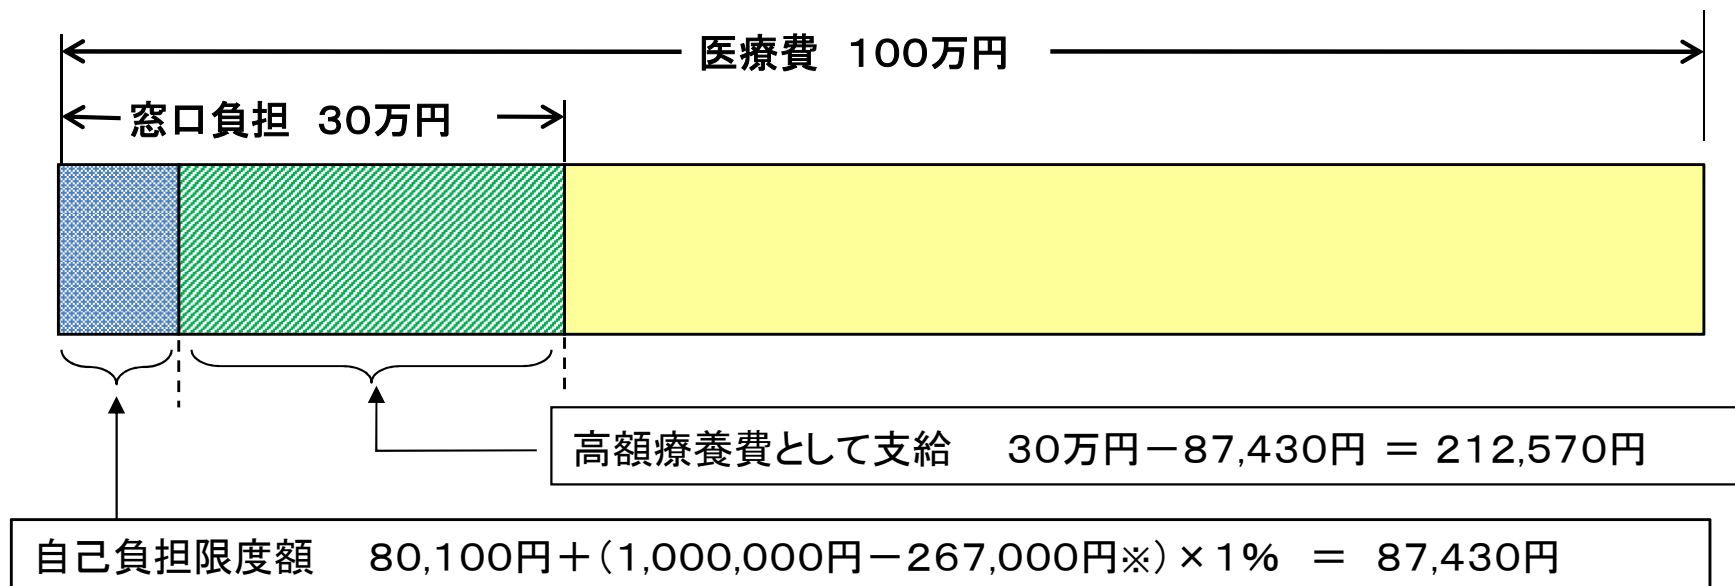 医療費　１００万円
窓口負担　３０万円
高額療養費として支給　３０万円－８７,４３０円 ＝ ２１２,５７０円
自己負担限度額　８０,１００円＋（１,０００,０００円－２６７,０００円※）×１％　＝　８７,４３０円